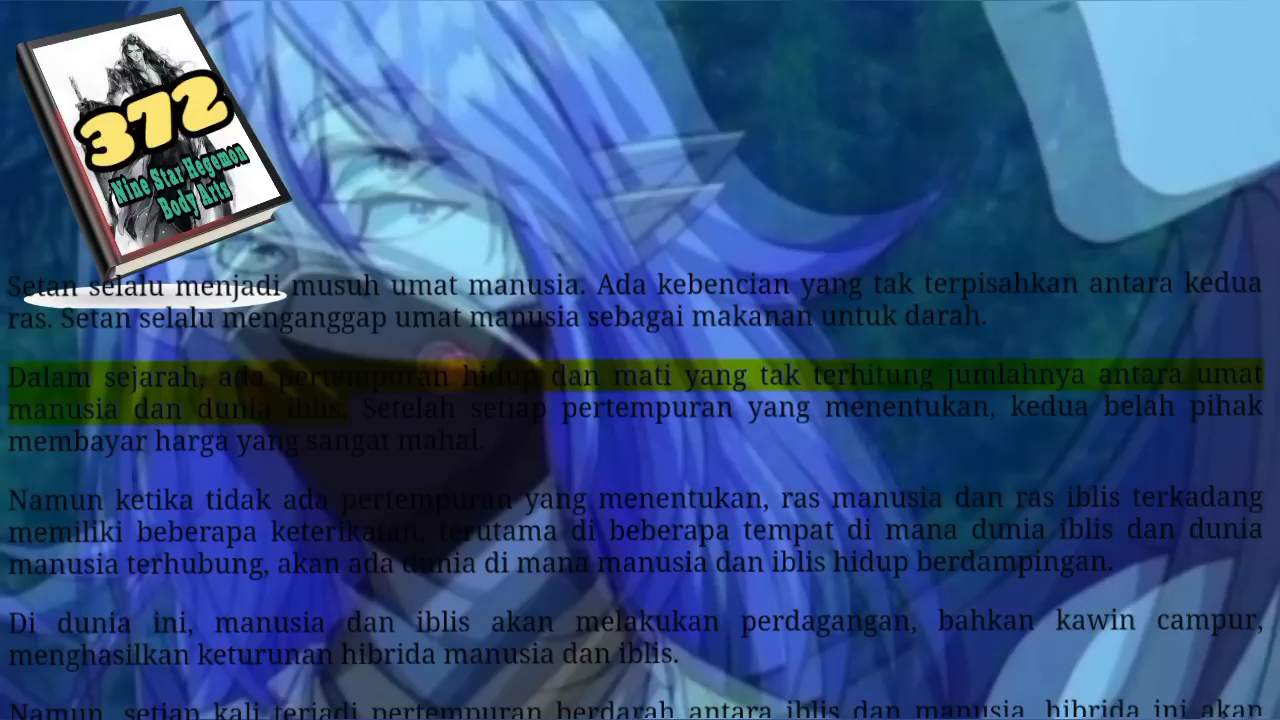 372
Nine Star Hegemon
Body Arts
Setan selalu menjadi musuh umat manusia. Ada kebencian yang tak terpisahkan antara kedua
ras. Setan selalu menganggap umat manusia sebagai makanan untuk darah.
Dalam sejarah, ada pertempuran hidup dan mati yang tak terhitung jumlahnya antara umat
manusia dan dunia iblis. Setelah setiap pertempuran yang menentukan, kedua belah pihak
membayar harga yang sangat mahal.
Namun ketika tidak ada pertempuran yang menentukan, ras manusia dan ras iblis terkadang
memiliki beberapa keterikatan, terutama di beberapa tempat di mana dunia iblis dan dunia
manusia terhubung, akan ada dunia di mana manusia dan iblis hidup berdampingan.
Di dunia ini, manusia dan iblis akan melakukan perdagangan, bahkan kawin campur,
menghasilkan keturunan hibrida manusia dan iblis.
Namun, setiap kali terjadi pertempuran berdarah antara iblis dan manusia, hibrida ini akan